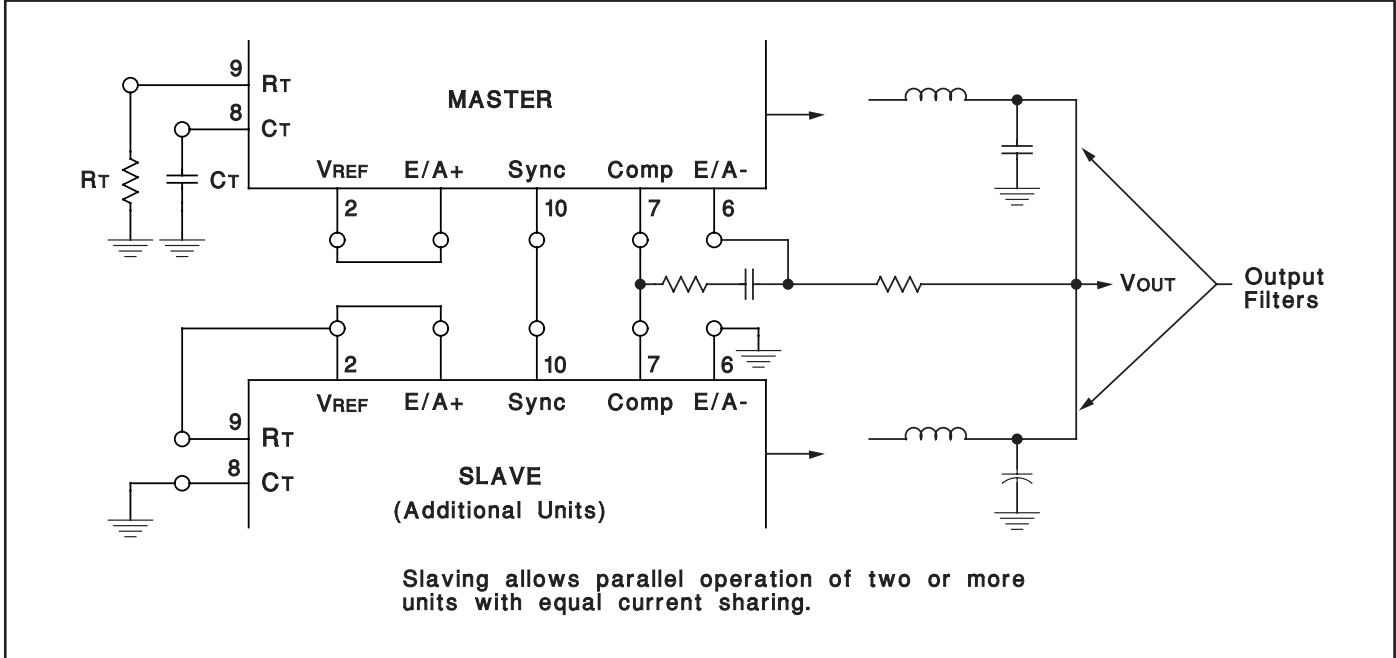 9 RT
MASTER
8 CT
VREF E/A+ Sync Comp E/A-
RT CT
2 10 7 6
VOUT
Output
Filters
2 10 7 6
VREF E/A+ Sync Comp E/A-
9 RT
8 CT
SLAVE
(Additional Units)
Slaving allows parallel operation of two or more
units with equal current sharing.